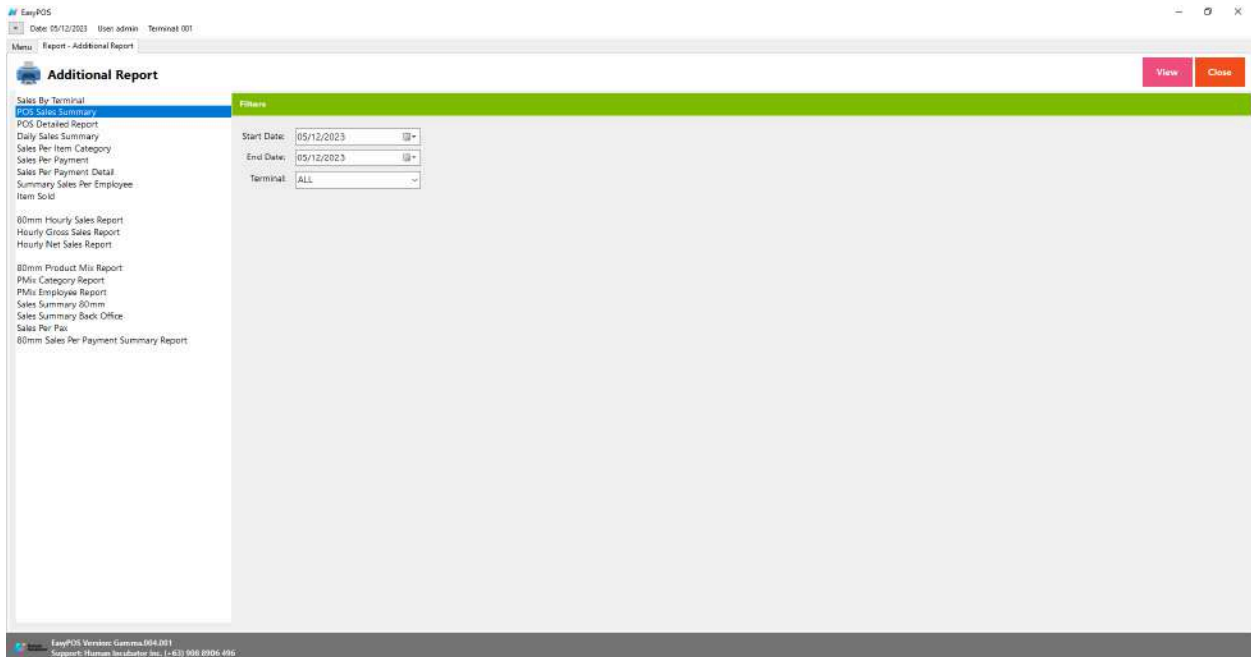 EasyPOS
Date: 05/12/2023 User: admin Terminal: 001
Menu Report - Additional Report
Additional Report
View Close
Sales By Terminal
POS Sales Summary
POS Detailed Report
Daily Sales Summary
Sales Per Item Category
Sales Per Payment
Sales Per Payment Detail
Summary Sales Per Employee
Item Sold
80mm Hourly Sales Report
Hourly Gross Sales Report
Hourly Net Sales Report
80mm Product Mix Report
PMix Category Report
PMix Employee Report
Sales Summary 80mm
Sales Summary Back Office
Sales Per Pax
80mm Sales Per Payment Summary Report
Filters
Start Date: 05/12/2023
End Date: 05/12/2023
Terminal: ALL
EasyPOS Version: Gamma.004.001
Support: Human Incubator Inc. (+63) 908 8906 496